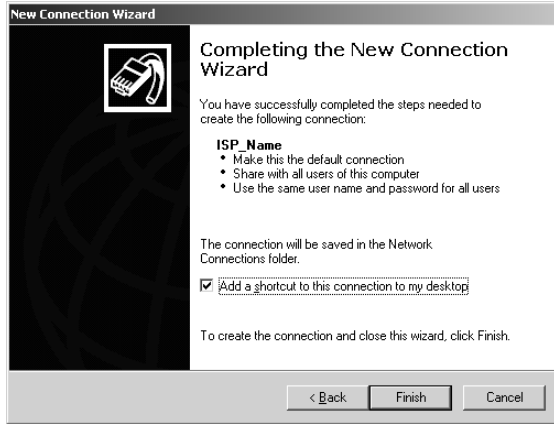 New Connection Wizard
Completing the New Connection
Wizard
You have successfully completed the steps needed to
create the following connection:
ISP_Name
• Make this the default connection
• Share with all users of this computer
• Use the same user name and password for all users
The connection will be saved in the Network
Connections folder.
Add a shortcut to this connection to my desktop
To create the connection and close this wizard, click Finish.
< Back Finish Cancel